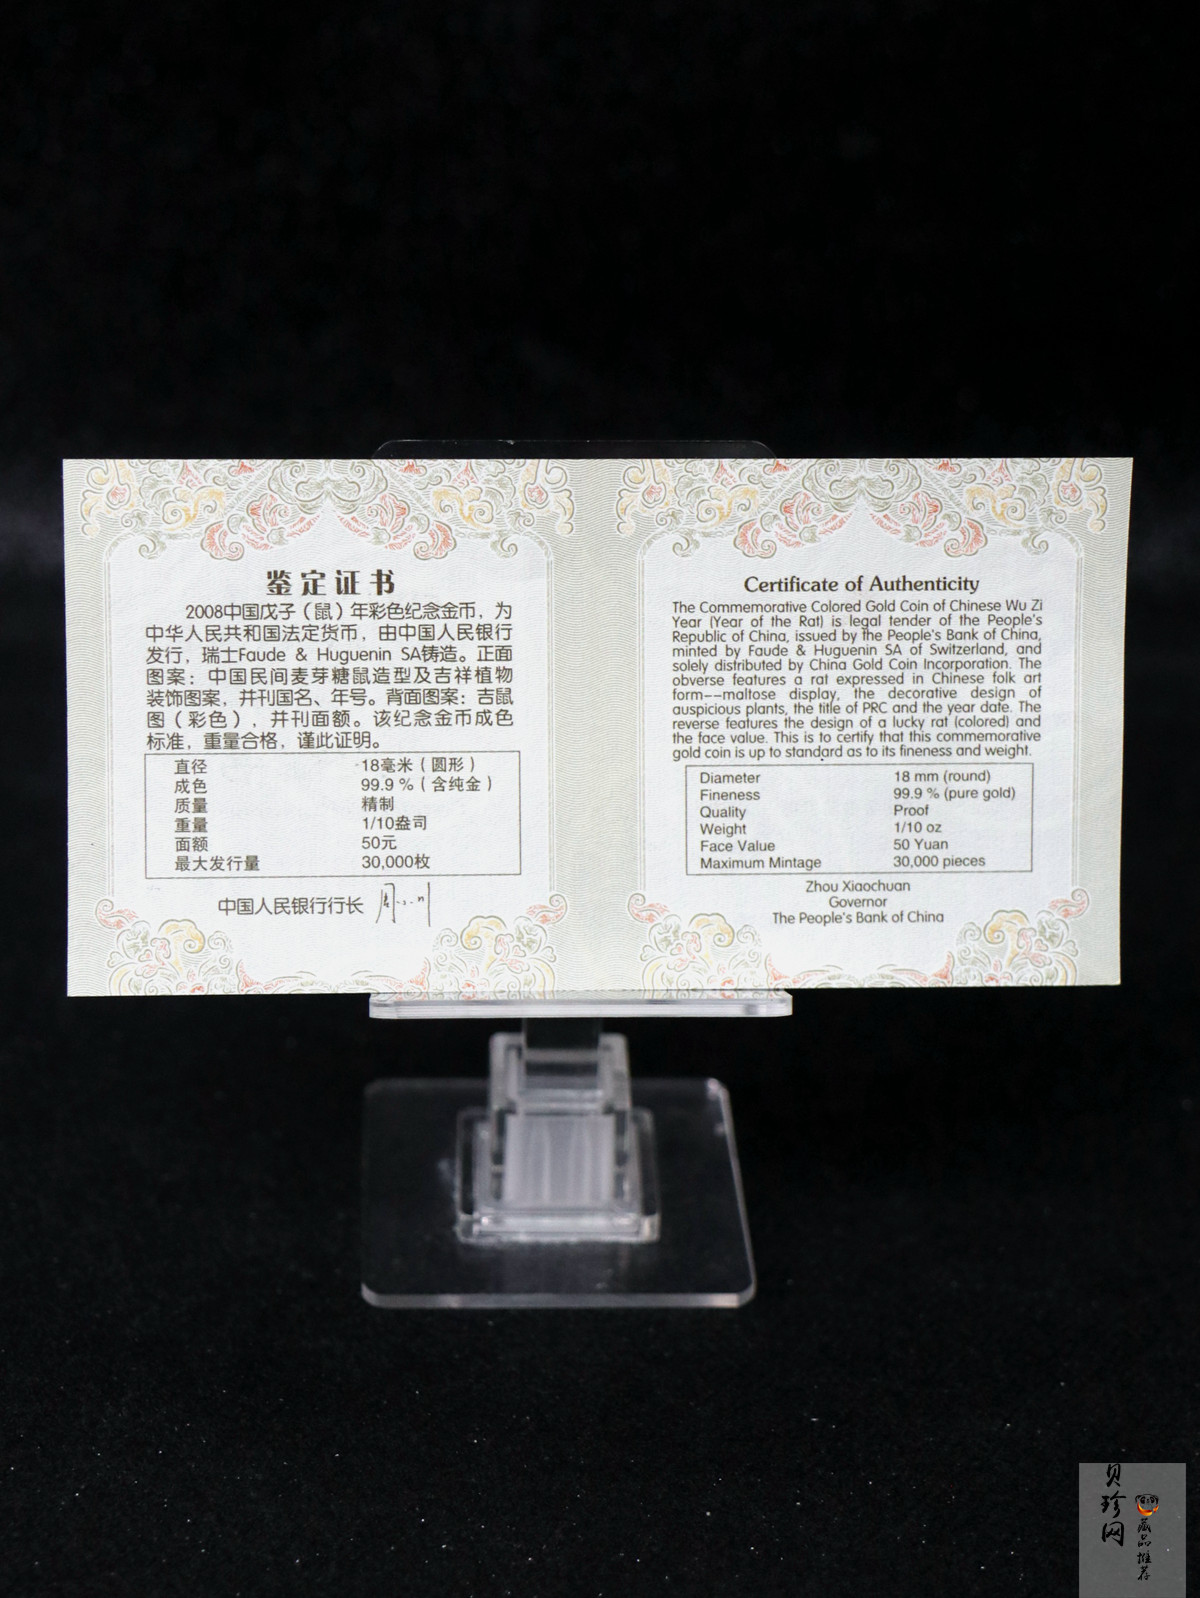 鉴定证书
2008中国戊子（鼠）年彩色纪念金币，为
中华人民共和国法定货币，由中国人民银行
发行，瑞士Faude & Huguenin SA铸造。正面
图案：中国民间麦芽糖鼠造型及吉祥植物
装饰图案，并刊国名、年号。背面图案：吉鼠
图（彩色），并刊面额。该纪念金币成色
标准，重量合格，谨此证明。
直径 18毫米（圆形）
成色 99.9 %（含纯金）
质量 精制
重量 1/10盎司
面额 50元
最大发行量 30,000枚
中国人民银行行长
Certificate of Authenticity
The Commemorative Colored Gold Coin of Chinese Wu Zi
Year (Year of the Rat) is legal tender of the People's
Republic of China, issued by the People's Bank of China,
minted by Faude & Huguenin SA of Switzerland, and
solely distributed by China Gold Coin Incorporation. The
obverse features a rat expressed in Chinese folk art
form--maltose display, the decorative design of
auspicious plants, the title of PRC and the year date. The
reverse features the design of a lucky rat (colored) and
the face value. This is to certify that this commemorative
gold coin is up to standard as to its fineness and weight.
Diameter 18 mm (round)
Fineness 99.9 % (pure gold)
Quality Proof
Weight 1/10 oz
Face Value 50 Yuan
Maximum Mintage 30,000 pieces
Zhou Xiaochuan
Governor
The People's Bank of China
贝珍网
藏品推荐